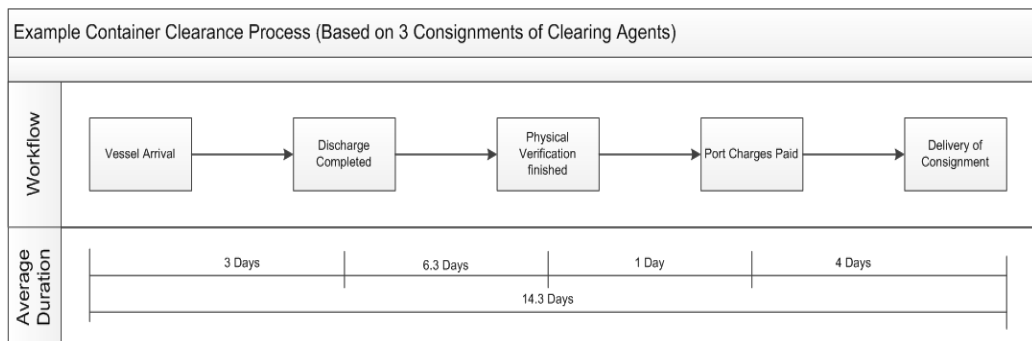 Example Container Clearance Process (Based on 3 Consignments of Clearing Agents)
Workflow
Vessel Arrival
Discharge
Completed
Physical
Verification
finished
Port Charges Paid
Delivery of
Consignment
Average
Duration
3 Days
6.3 Days
1 Day
4 Days
14.3 Days